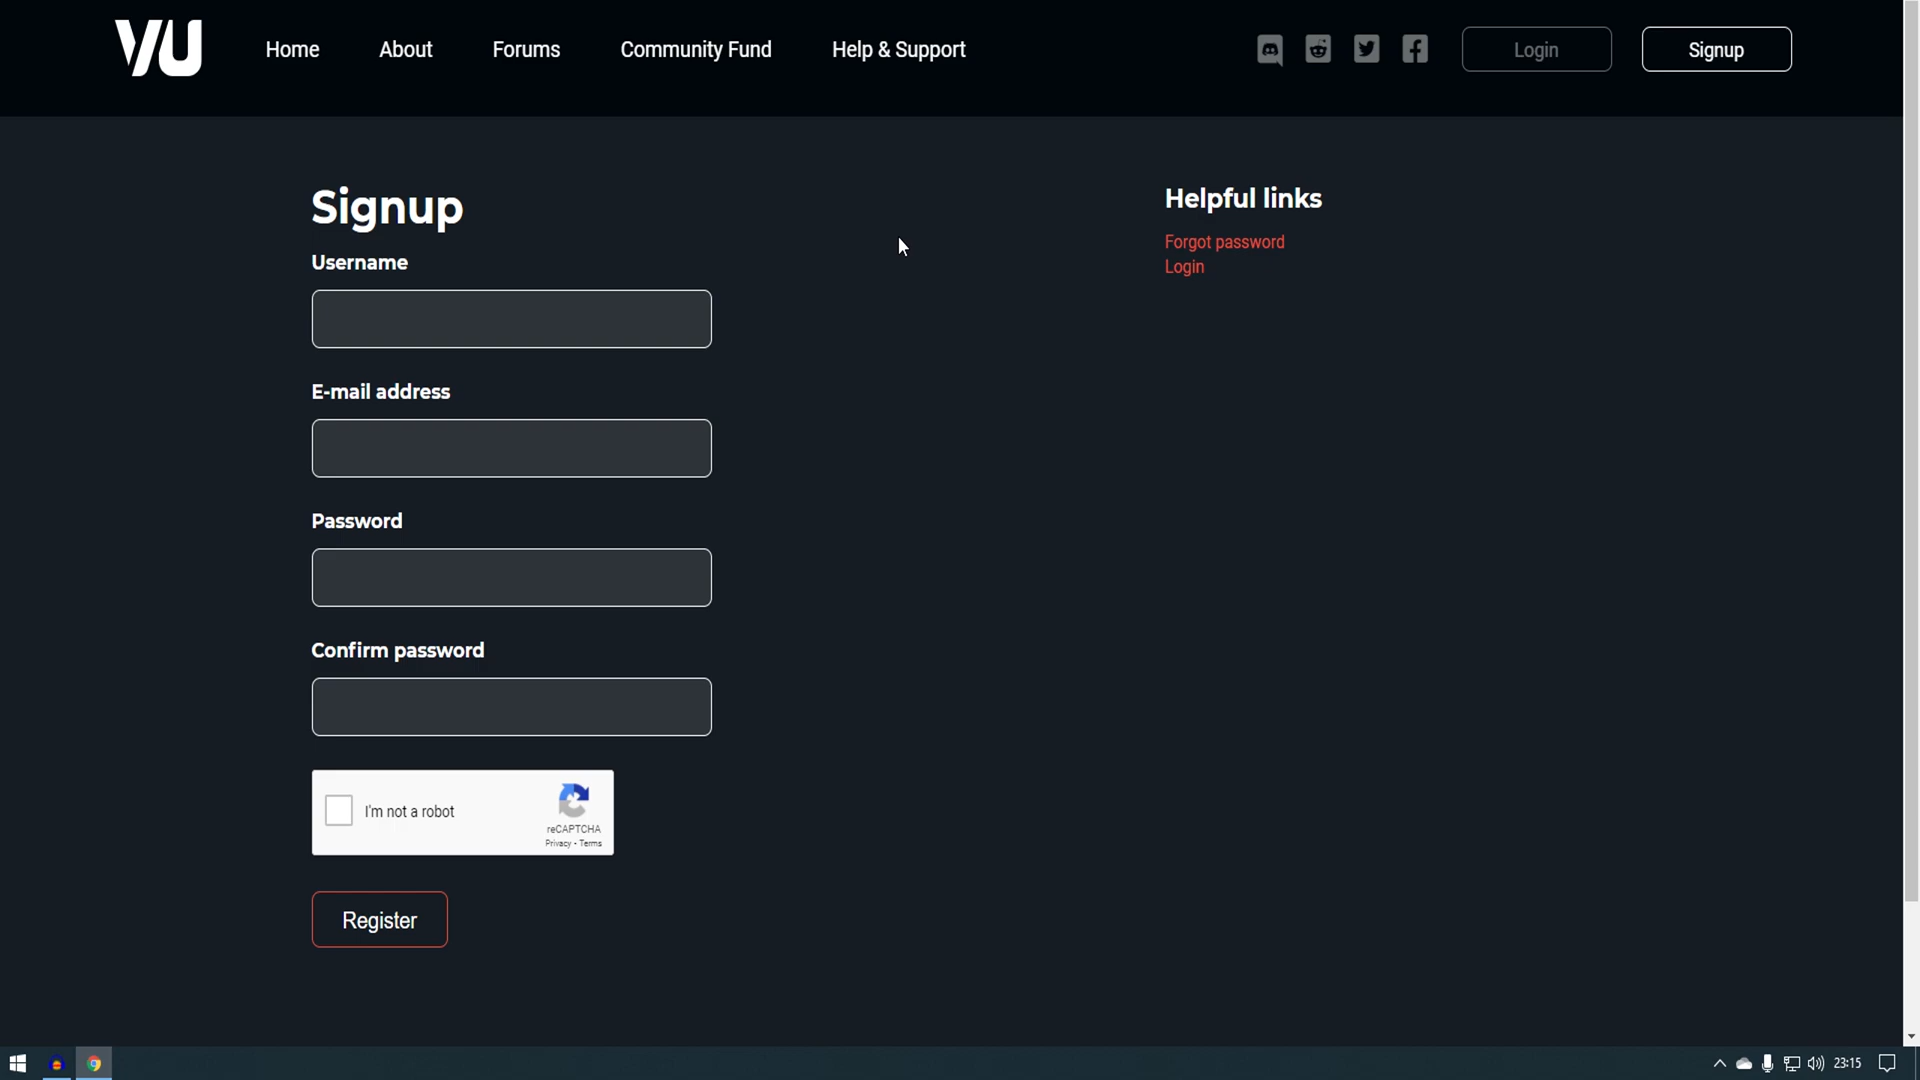 VU
Home
About
Forums
Community Fund
Help & Support
Login
Signup
Signup
Username
E-mail address
Password
Confirm password
I'm not a robot
reCAPTCHA
Privacy - Terms
Register
Helpful links
Forgot password
Login
23:15